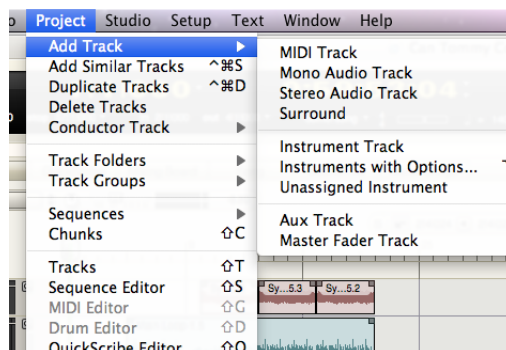 Project Studio Setup Text Window Help
Add Track
Add Similar Tracks ^⌘S
Duplicate Tracks ^⌘D
Delete Tracks
Conductor Track
Track Folders
Track Groups
Sequences
Chunks ⇧C
Tracks ⇧T
Sequence Editor ⇧S
MIDI Editor ⇧G
Drum Editor ⇧D
QuickScribe Editor ⇧Q
MIDI Track
Mono Audio Track
Stereo Audio Track
Surround
Instrument Track
Instruments with Options...
Unassigned Instrument
Aux Track
Master Fader Track
Sy...5.3 Sy...5.2